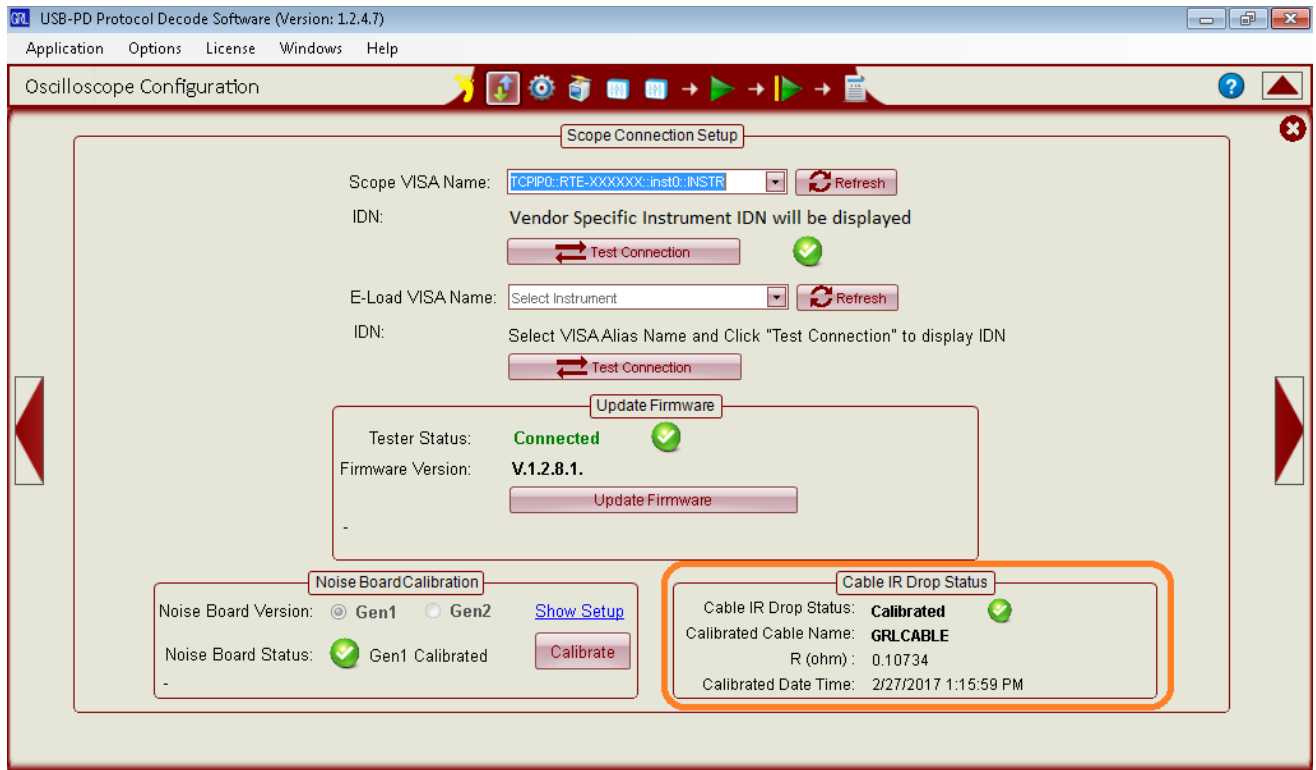 GRL USB-PD Protocol Decode Software (Version: 1.2.4.7)
Application Options License Windows Help
Oscilloscope Configuration
Scope Connection Setup
Scope VISA Name: TCPIP0::RTE-XXXXXX::inst0::INSTR Refresh
IDN: Vendor Specific Instrument IDN will be displayed
Test Connection
E-Load VISA Name: Select Instrument Refresh
IDN: Select VISA Alias Name and Click "Test Connection" to display IDN
Test Connection
Update Firmware
Tester Status: Connected
Firmware Version: V.1.2.8.1.
Update Firmware
-
Noise Board Calibration
Noise Board Version: Gen1 Gen2 Show Setup
Noise Board Status: Gen1 Calibrated Calibrate
-
Cable IR Drop Status
Cable IR Drop Status: Calibrated
Calibrated Cable Name: GRLCABLE
R (ohm) : 0.10734
Calibrated Date Time: 2/27/2017 1:15:59 PM